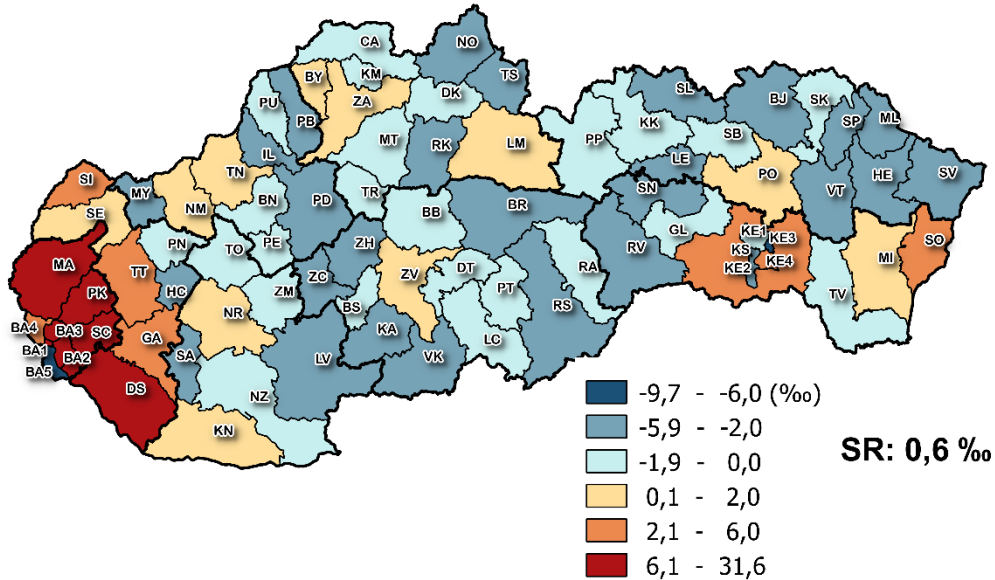 CA
NO
BY
KM
TS
ZA
PU
PB
DK
SL
BJ
SK
SP
ML
MT
RK
LM
PP
KK
SB
IL
LE
PO
VT
HE
SV
SI
MY
TN
TR
SN
SE
NM
BN
PD
BB
BR
GL
KE1
KE3
SO
PN
TO
PE
ZH
RV
KS
KE2
KE4
MI
MA
TT
ZC
ZV
DT
RA
TV
PK
HC
ZM
BS
PT
NR
RS
BA4
BA3
SC
GA
KA
LC
BA1
BA2
SA
LV
VK
BA5
DS
NZ
KN
-9,7 - -6,0 (‰)
-5,9 - -2,0
-1,9 - 0,0
0,1 - 2,0
2,1 - 6,0
6,1 - 31,6
SR: 0,6 ‰